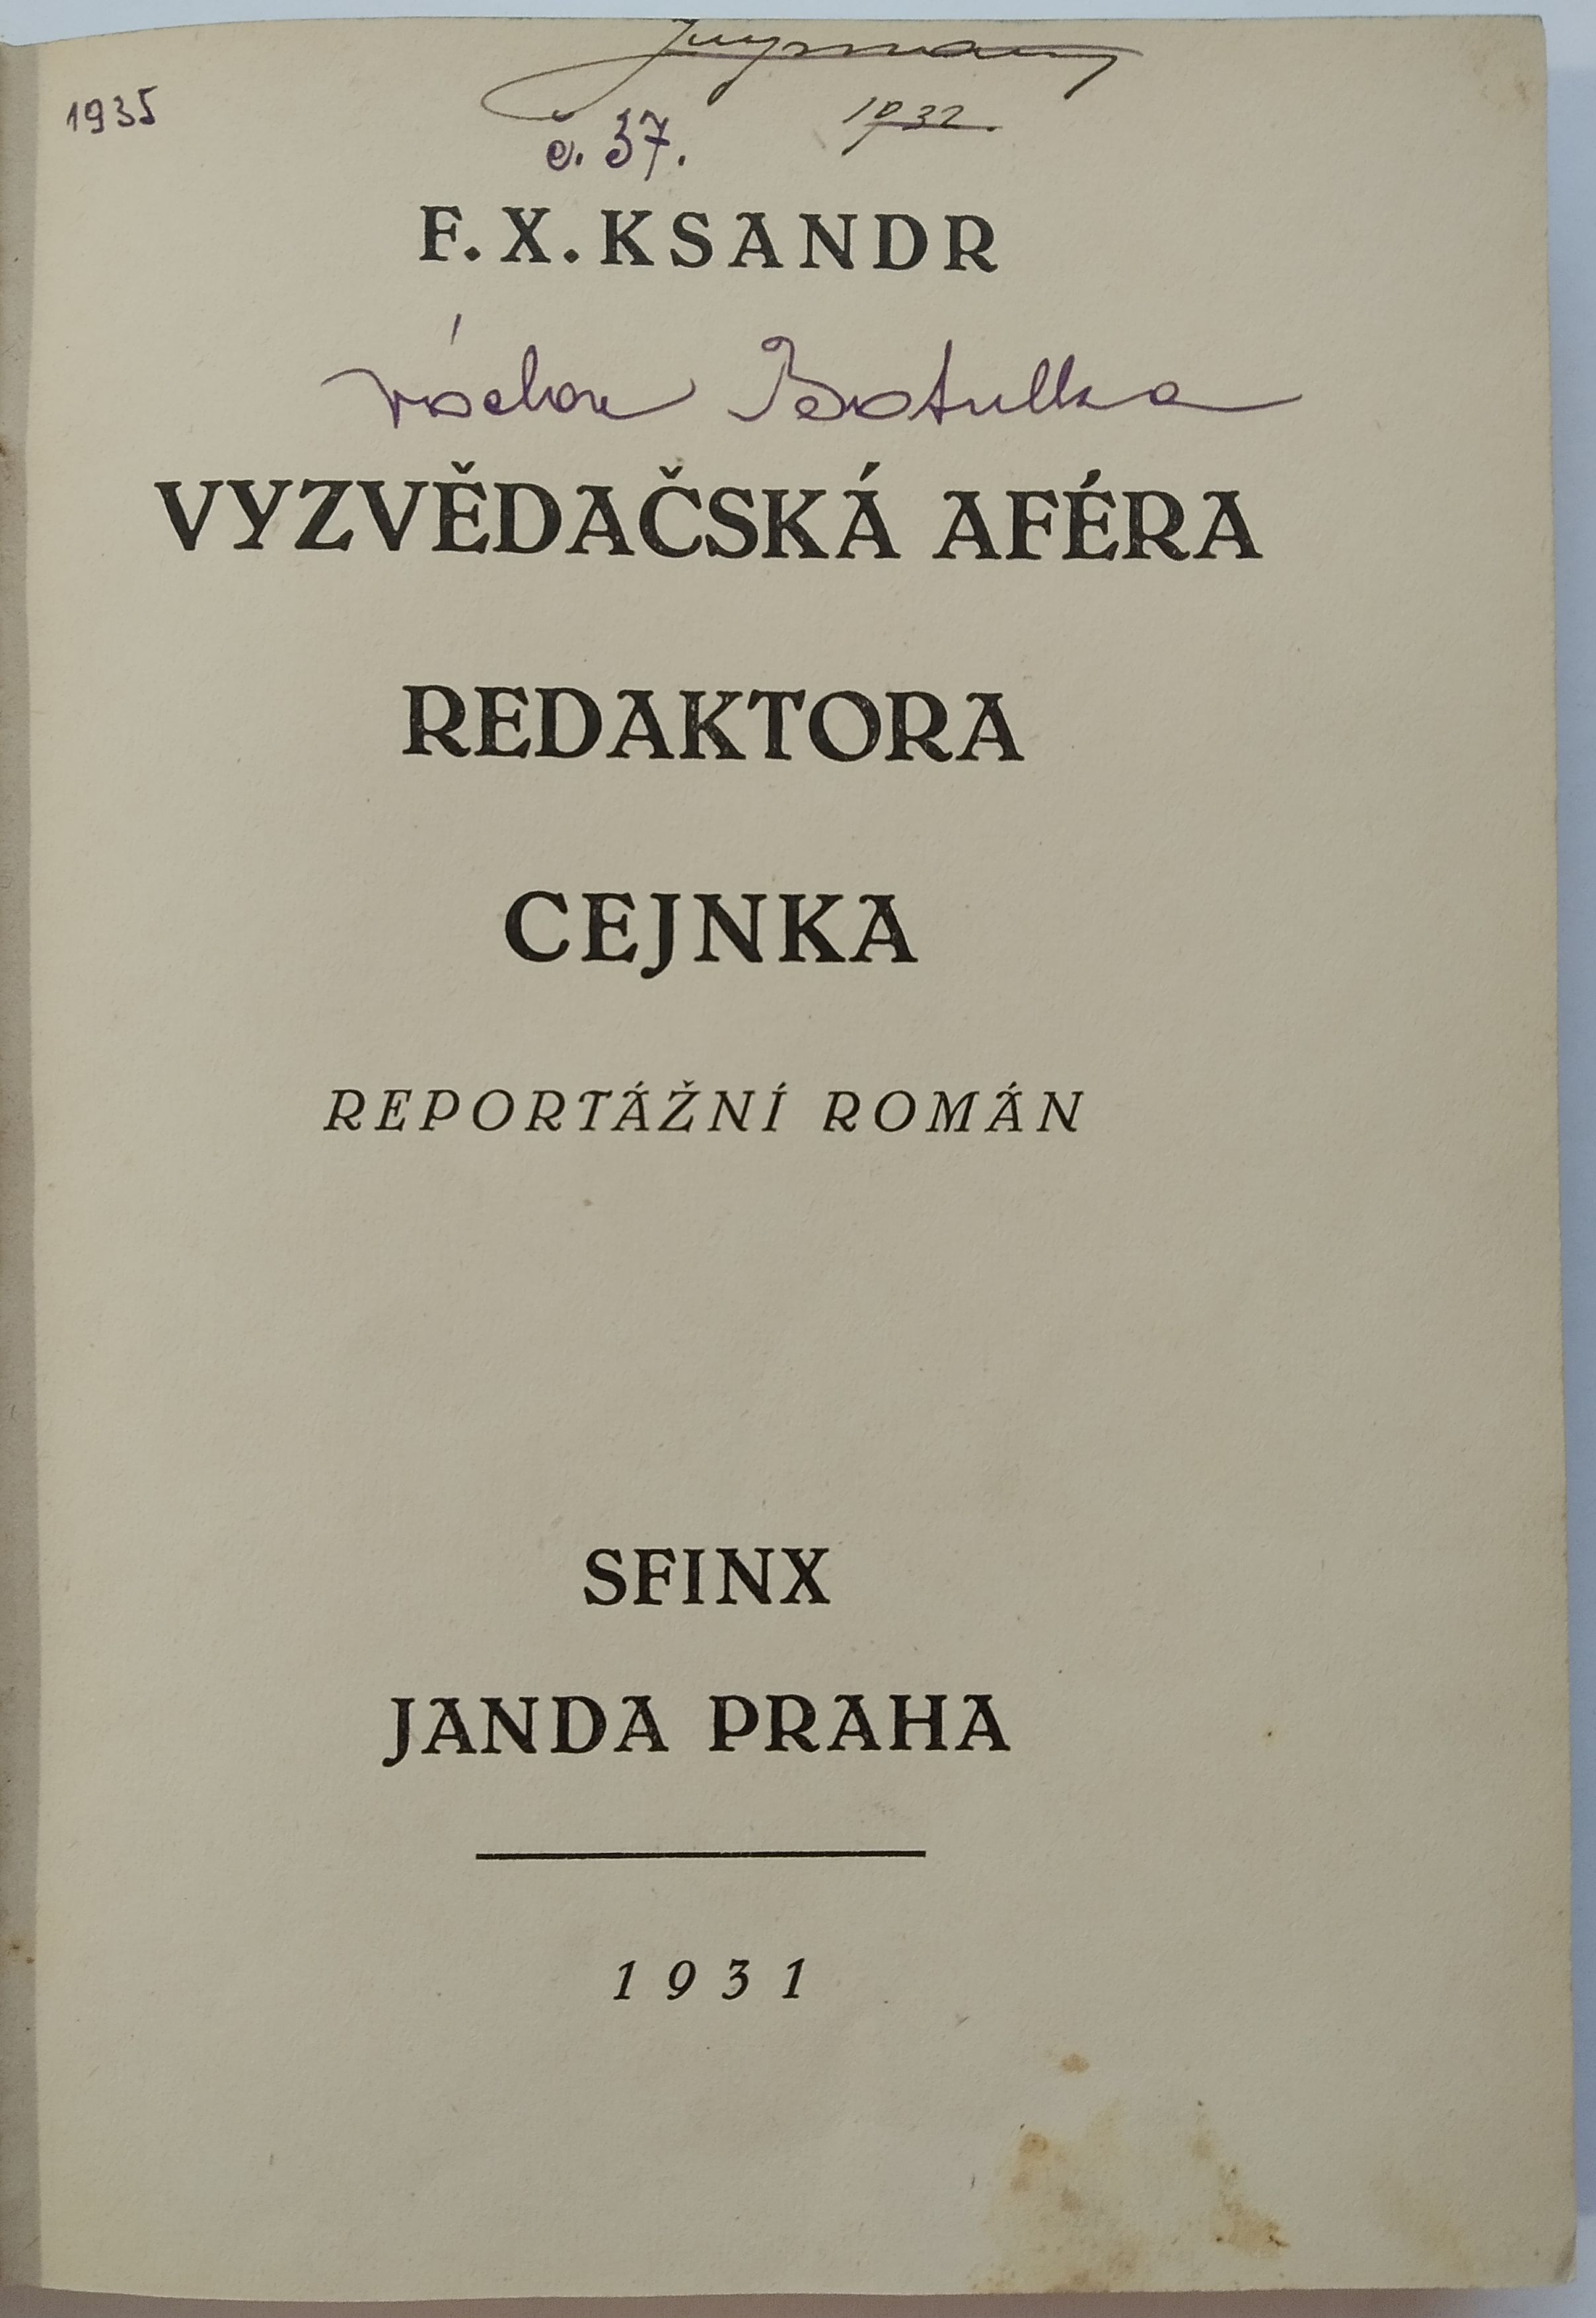 1935
1932.
č. 37.
F. X. KSANDR
VYZVĚDAČSKÁ AFÉRA
REDAKTORA
CEJNKA
REPORTÁŽNÍ ROMÁN
SFINX
JANDA PRAHA
1931